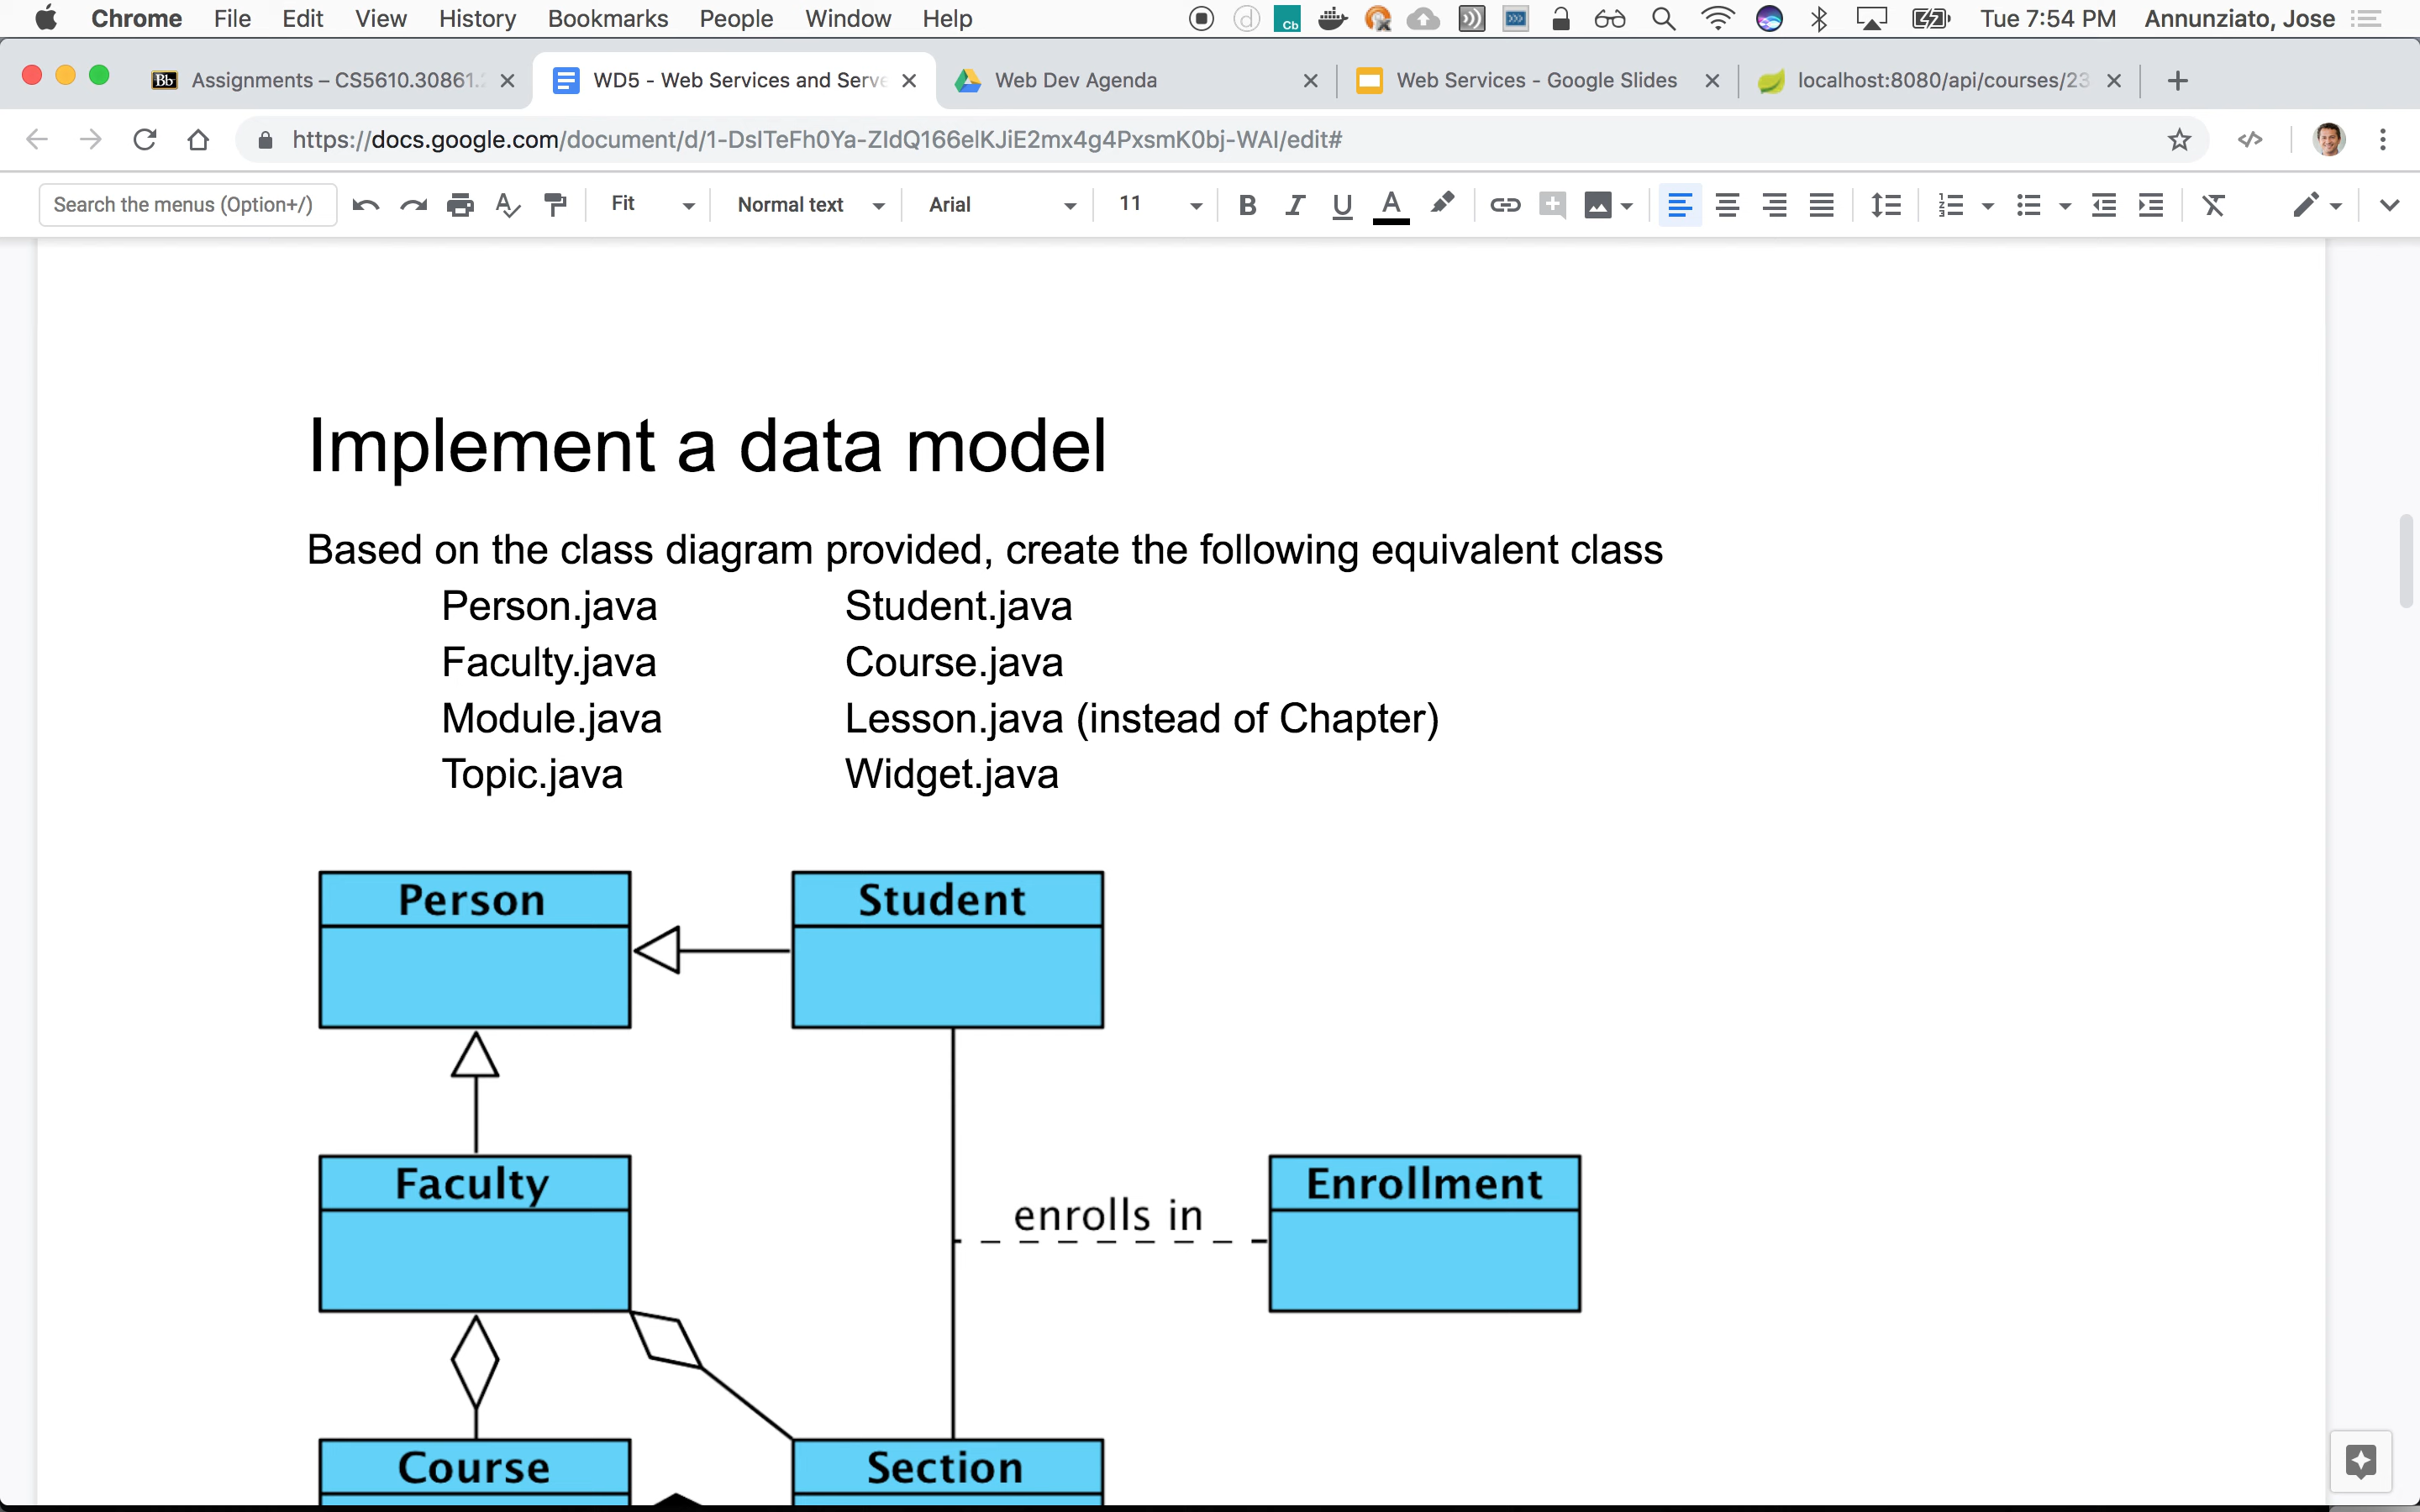 Chrome File Edit View History Bookmarks People Window Help Cb Tue 7:54 PM Annunziato, Jose
Bb Assignments – CS5610.30861.2 WD5 - Web Services and Serve Web Dev Agenda Web Services - Google Slides localhost:8080/api/courses/23
https://docs.google.com/document/d/1-DsITeFh0Ya-ZIdQ166elKJiE2mx4g4PxsmK0bj-WAI/edit#
Search the menus (Option+/) Fit Normal text Arial 11 B I U A
Implement a data model
Based on the class diagram provided, create the following equivalent class
Person.java Student.java
Faculty.java Course.java
Module.java Lesson.java (instead of Chapter)
Topic.java Widget.java
Person Student
Faculty Enrollment
enrolls in
Course Section